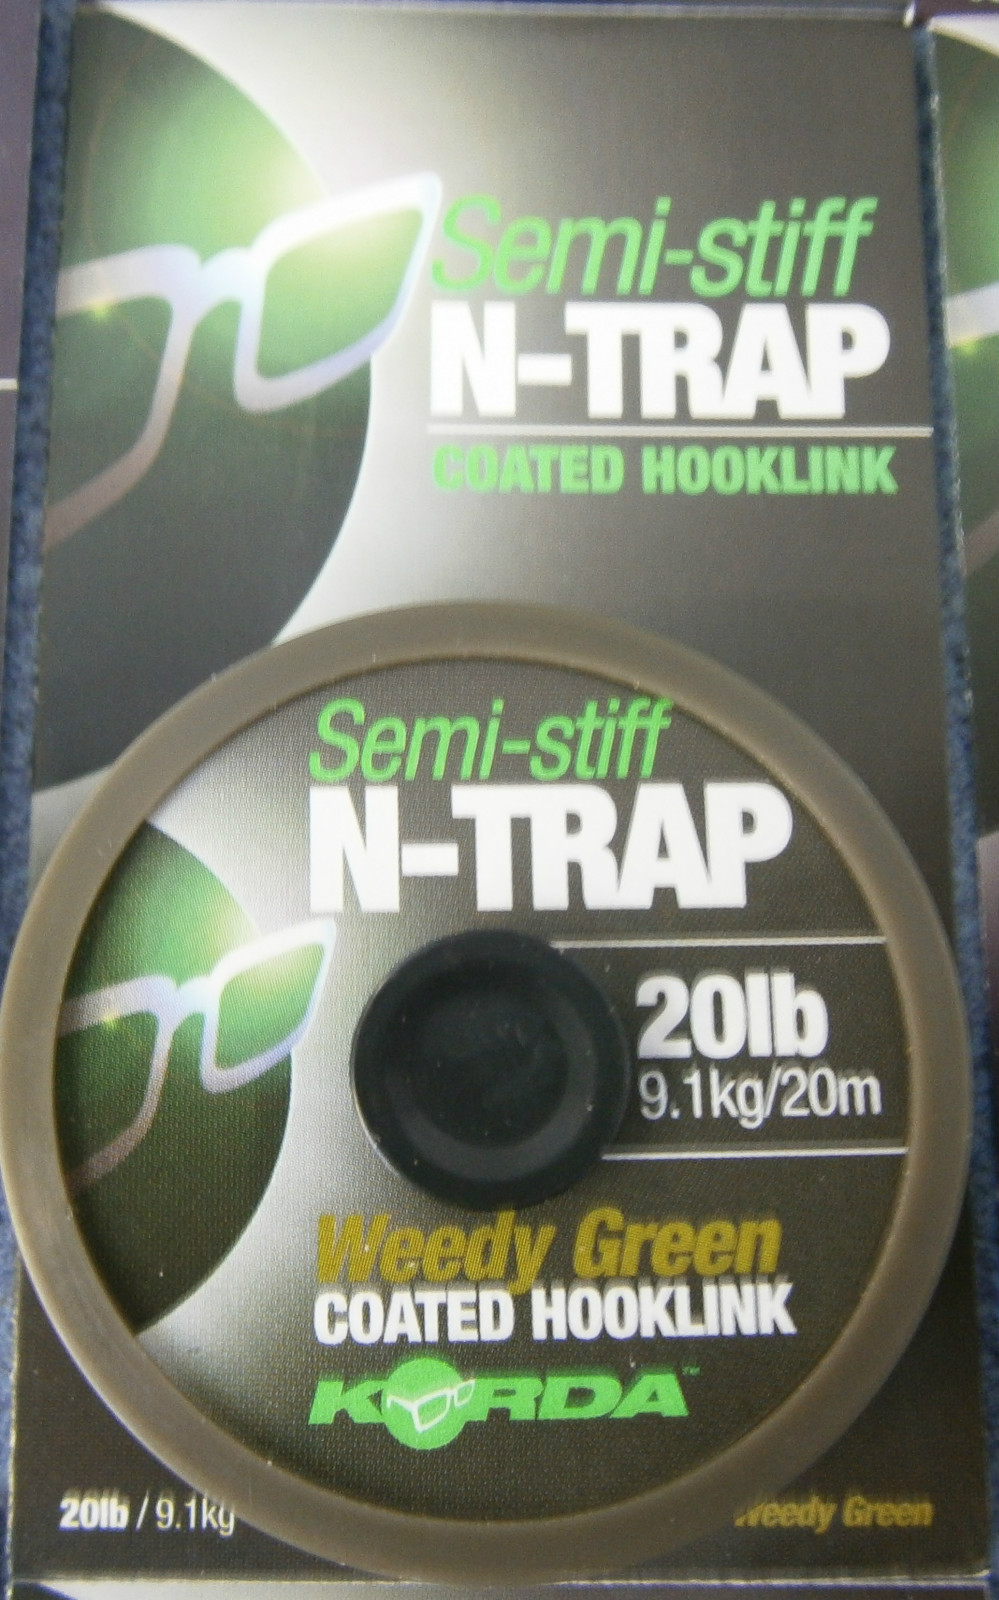 Semi-stiff
N-TRAP
COATED HOOKLINK
Semi-stiff
N-TRAP
20lb
9.1kg/20m
Weedy Green
COATED HOOKLINK
KORDA™
20lb / 9.1kg
Weedy Green